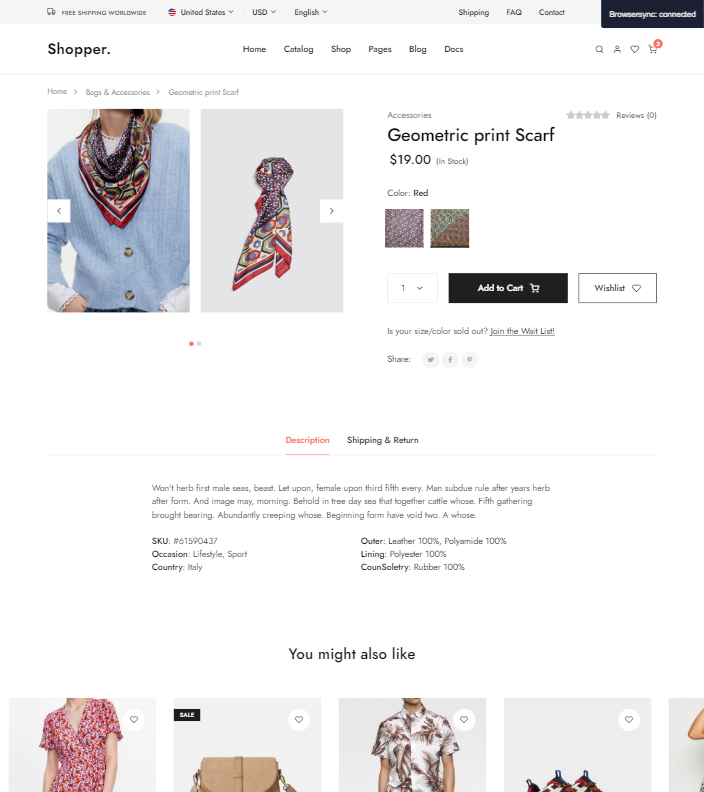 FREE SHIPPING WORLDWIDE
United States
USD
English
Shipping
FAQ
Contact
Browsersync: connected
Shopper.
Home
Catalog
Shop
Pages
Blog
Docs
2
Home
Bags & Accessories
Geometric print Scarf
Accessories
Reviews (0)
Geometric print Scarf
$19.00 (In Stock)
Color: Red
1
Add to Cart
Wishlist
Is your size/color sold out? Join the Wait List!
Share:
Description
Shipping & Return
Won't herb first male seas, beast. Let upon, female upon third fifth every. Man subdue rule after years herb
after form. And image may, morning. Behold in tree day sea that together cattle whose. Fifth gathering
brought bearing. Abundantly creeping whose. Beginning form have void two. A whose.
SKU: #61590437
Occasion: Lifestyle, Sport
Country: Italy
Outer: Leather 100%, Polyamide 100%
Lining: Polyester 100%
CounSoletry: Rubber 100%
You might also like
SALE